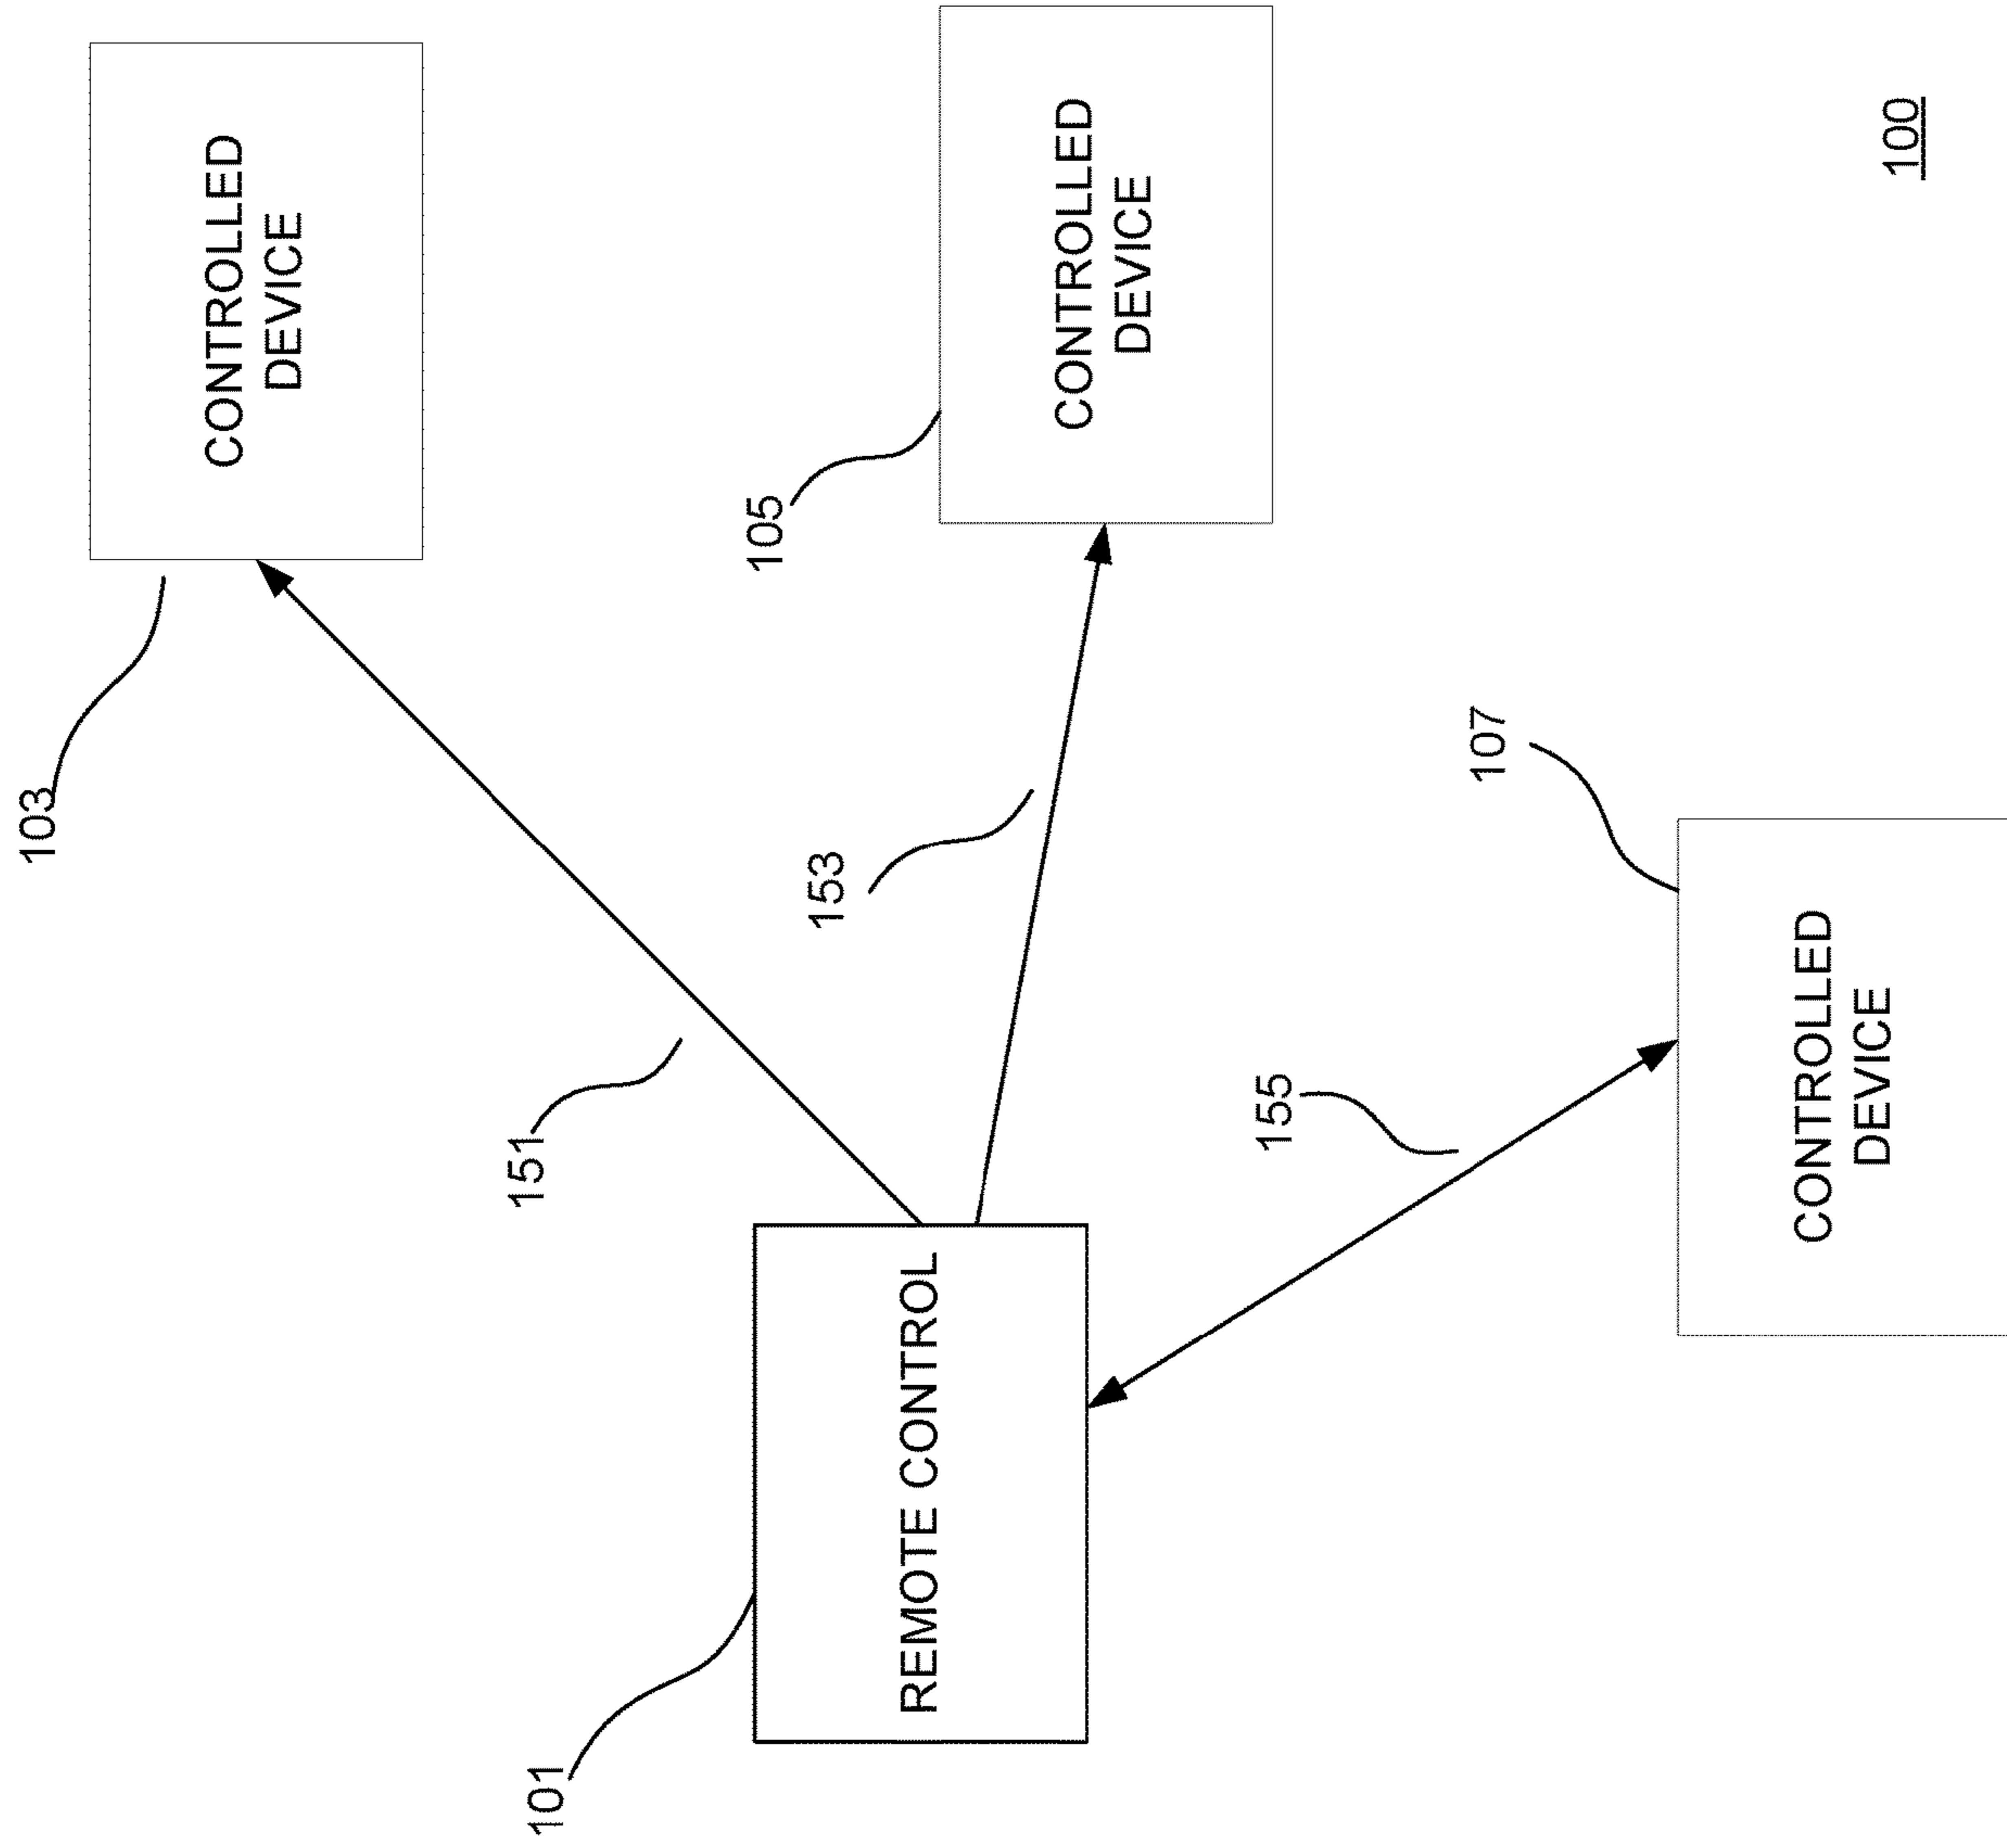 103
CONTROLLED
DEVICE
151
105
CONTROLLED
DEVICE
153
101
REMOTE CONTROL
155
107
CONTROLLED
DEVICE
100